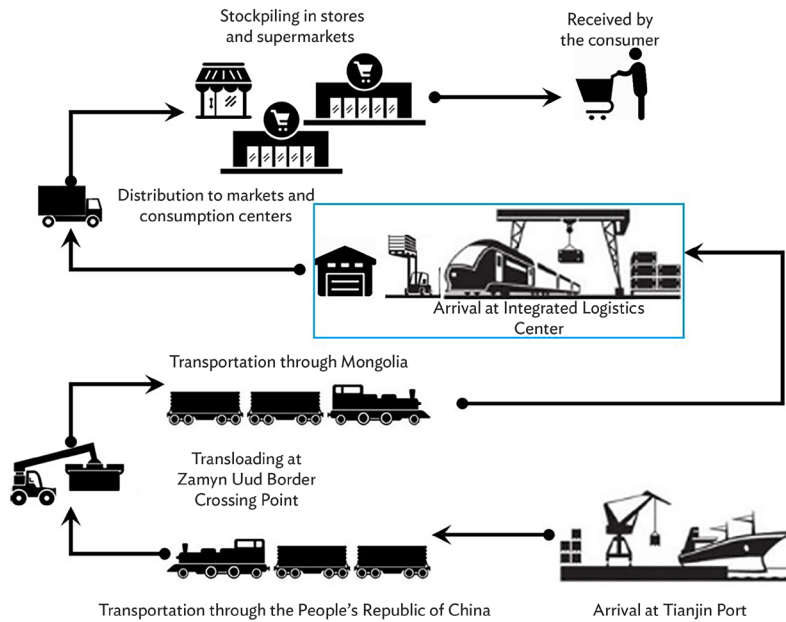 Stockpiling in stores
and supermarkets
Received by
the consumer
Distribution to markets and
consumption centers
Arrival at Integrated Logistics
Center
Transportation through Mongolia
Transloading at
Zamyn Uud Border
Crossing Point
Transportation through the People's Republic of China
Arrival at Tianjin Port